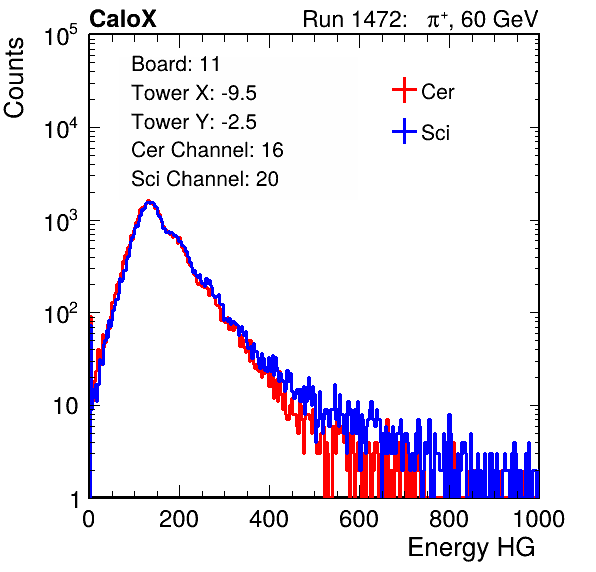 CaloX Run 1472: π⁺, 60 GeV
Counts
Board: 11
Tower X: -9.5
Tower Y: -2.5
Cer Channel: 16
Sci Channel: 20
Cer
Sci
10⁵
10⁴
10³
10²
10
1
0 200 400 600 800 1000
Energy HG